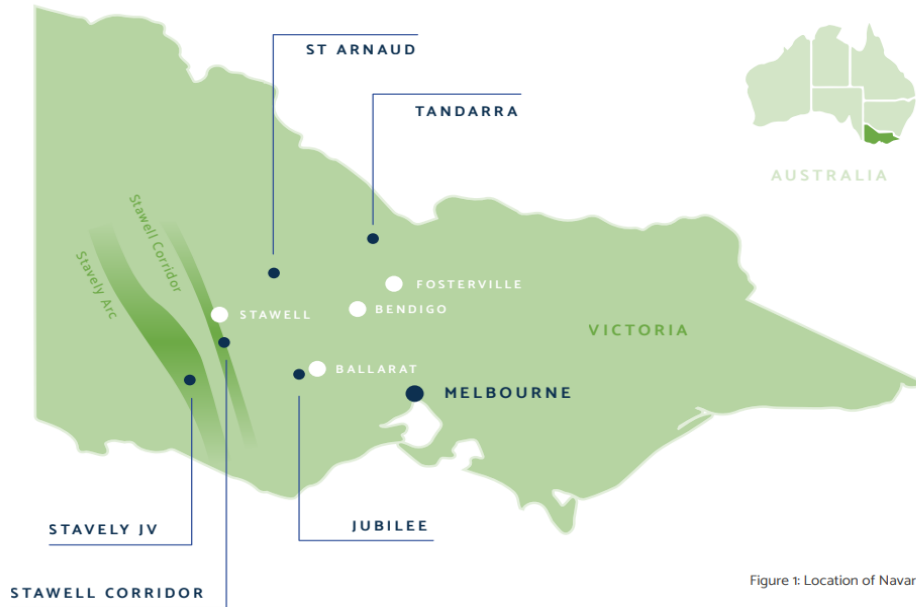 ST ARNAUD
TANDARRA
AUSTRALIA
Stawell Corridor
Stavely Arc
FOSTERVILLE
BENDIGO
STAWELL
VICTORIA
BALLARAT
MELBOURNE
STAVELY JV
JUBILEE
STAWELL CORRIDOR
Figure 1: Location of Navar